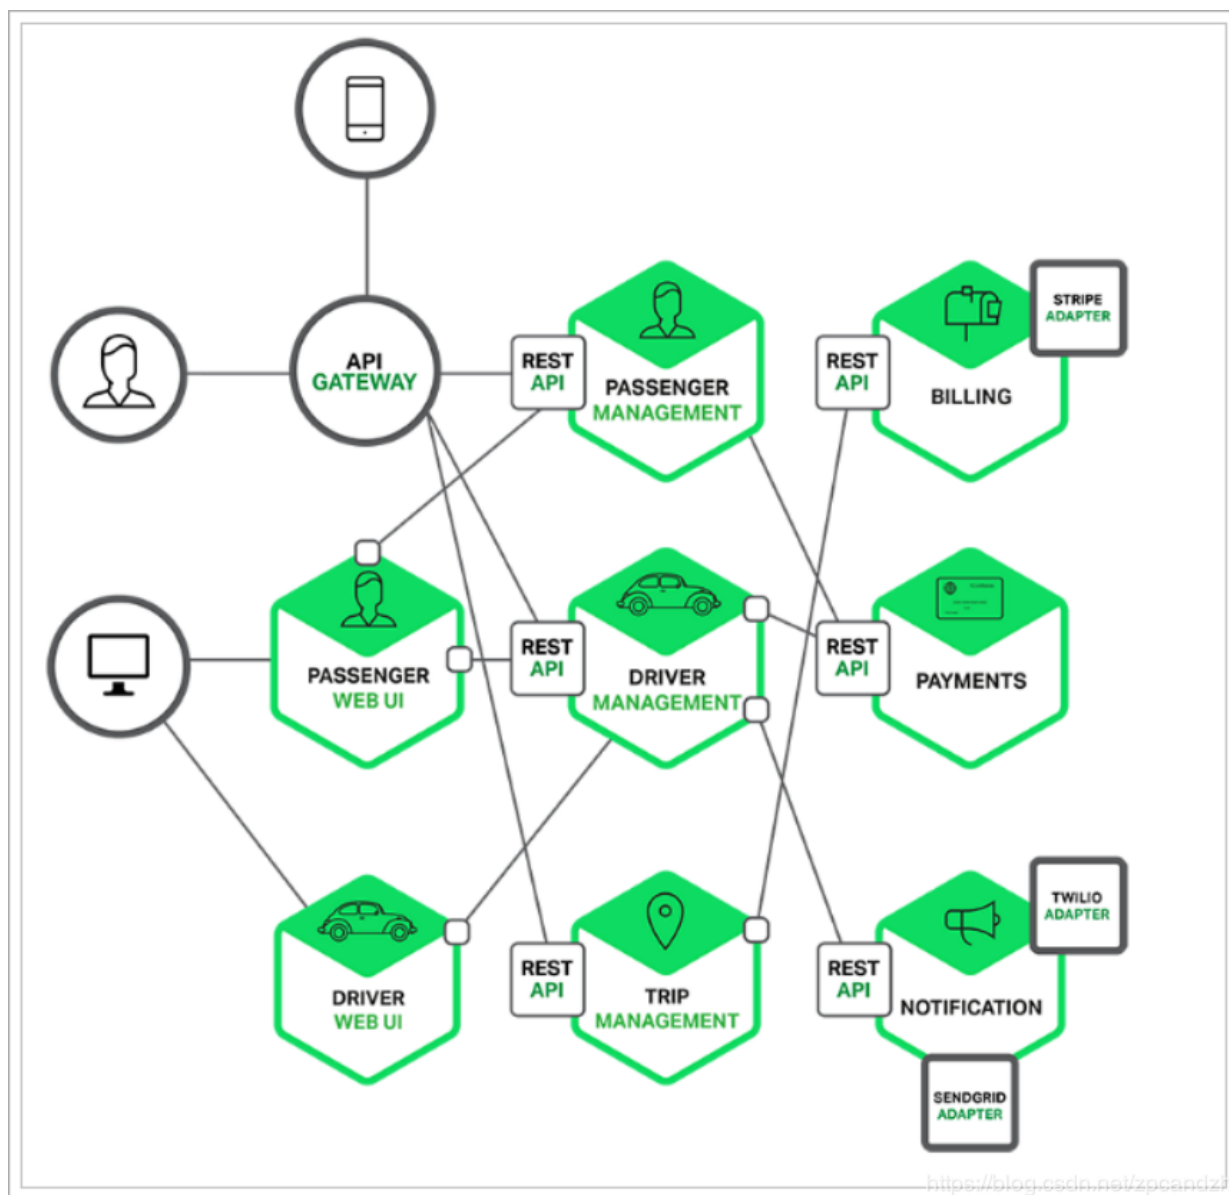 API
GATEWAY
REST
API
PASSENGER
MANAGEMENT
REST
API
BILLING
STRIPE
ADAPTER
PASSENGER
WEB UI
REST
API
DRIVER
MANAGEMENT
REST
API
PAYMENTS
DRIVER
WEB UI
REST
API
TRIP
MANAGEMENT
REST
API
NOTIFICATION
TWILIO
ADAPTER
SENDGRID
ADAPTER